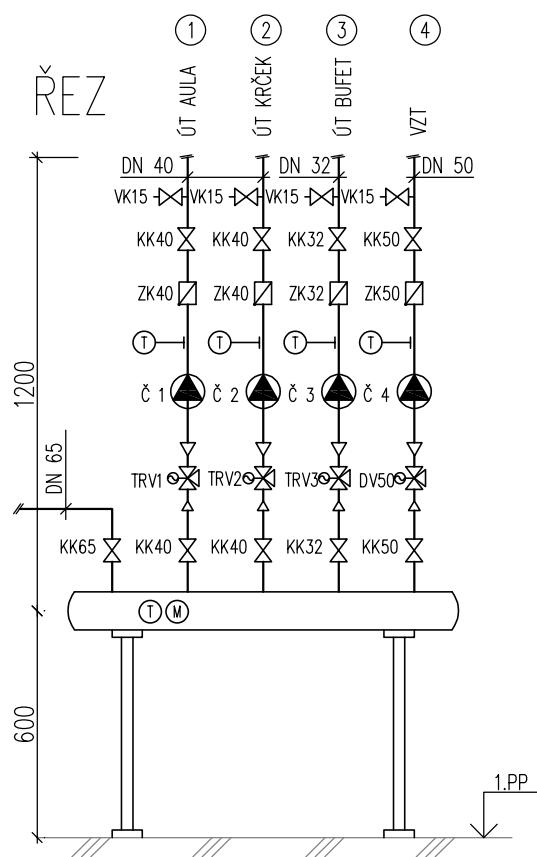 1 2 3 4
ŘEZ
ÚT AULA
ÚT KRČEK
ÚT BUFET
VZT
DN 40 DN 32 DN 50
VK15 VK15 VK15 VK15
KK40 KK40 KK32 KK50
ZK40 ZK40 ZK32 ZK50
T T T T
1200
Č 1 Č 2 Č 3 Č 4
DN 65
TRV1 TRV2 TRV3 DV50
KK65 KK40 KK40 KK32 KK50
T M
600
1.PP